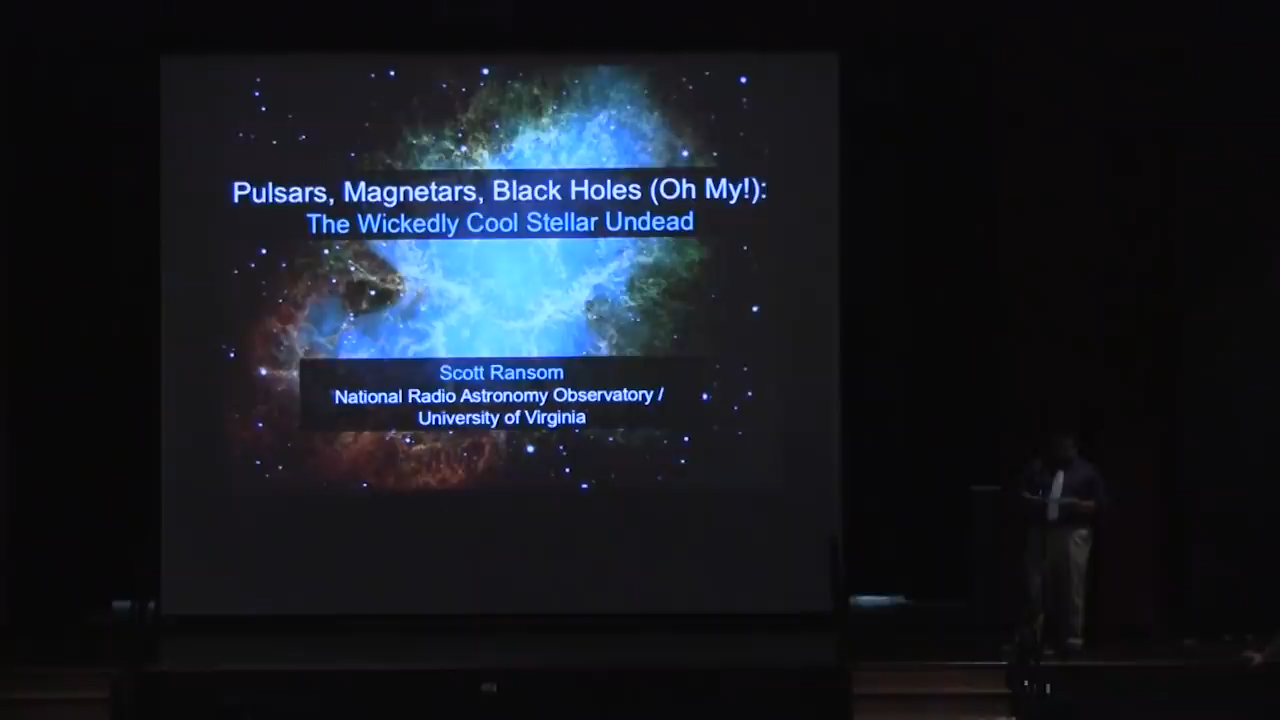 Pulsars, Magnetars, Black Holes (Oh My!):
The Wickedly Cool Stellar Undead
Scott Ransom
National Radio Astronomy Observatory /
University of Virginia